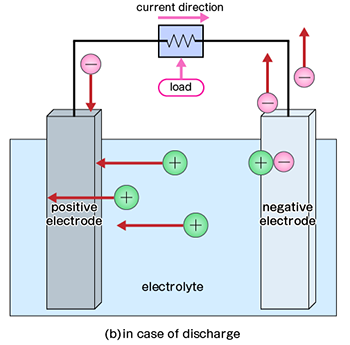 current direction
load
positive
electrode
negative
electrode
electrolyte
(b)in case of discharge